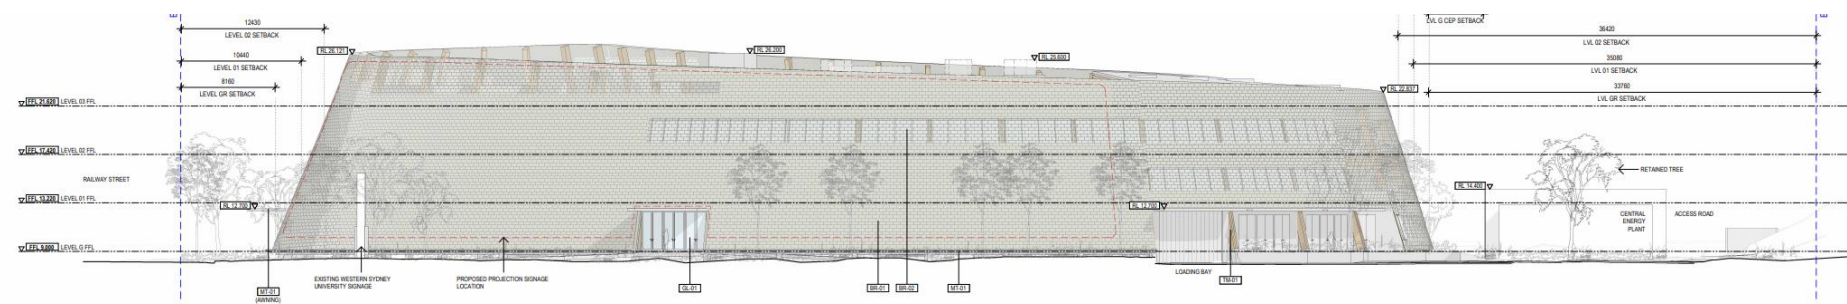 12430
LEVEL 02 SETBACK
10440
LEVEL 01 SETBACK
8160
LEVEL GR SETBACK
RL 26.121
RL 26.200
RL 25.600
RL 22.837
LVL G CEP SETBACK
36420
LVL 02 SETBACK
35080
LVL 01 SETBACK
33760
LVL GR SETBACK
FFL 21,620 LEVEL 03 FFL
FFL 17,420 LEVEL 02 FFL
RAILWAY STREET
FFL 13,220 LEVEL 01 FFL
RL 12.700
RL 12.700
RL 14.400
RETAINED TREE
CENTRAL
ENERGY
PLANT
ACCESS ROAD
FFL 9,000 LEVEL G FFL
EXISTING WESTERN SYDNEY
UNIVERSITY SIGNAGE
PROPOSED PROJECTION SIGNAGE
LOCATION
LOADING BAY
MT-01
(AWNING)
GL-01
BR-01
BR-02
MT-01
TM-01